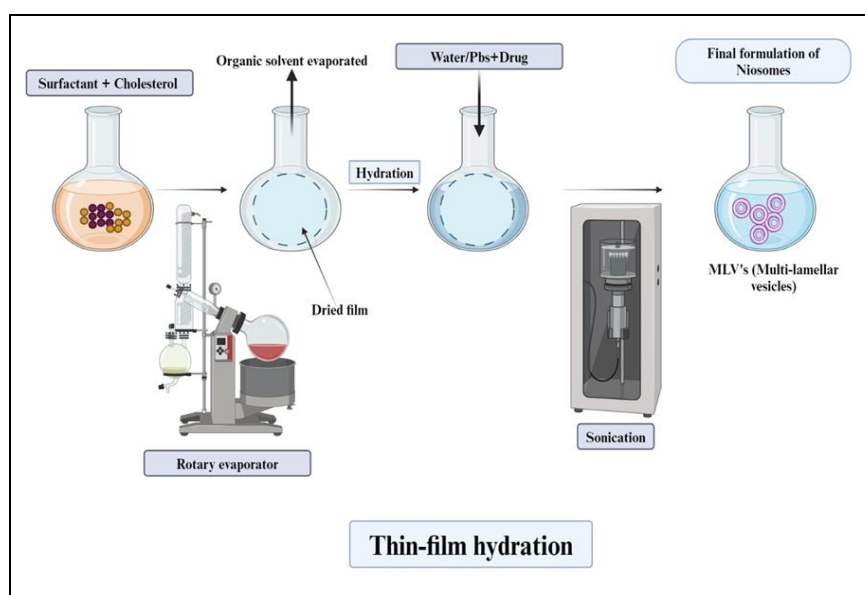 Surfactant + Cholesterol
Organic solvent evaporated
Water/Pbs+Drug
Final formulation of
Niosomes
Hydration
Dried film
MLV's (Multi-lamellar
vesicles)
Rotary evaporator
Sonication
Thin-film hydration